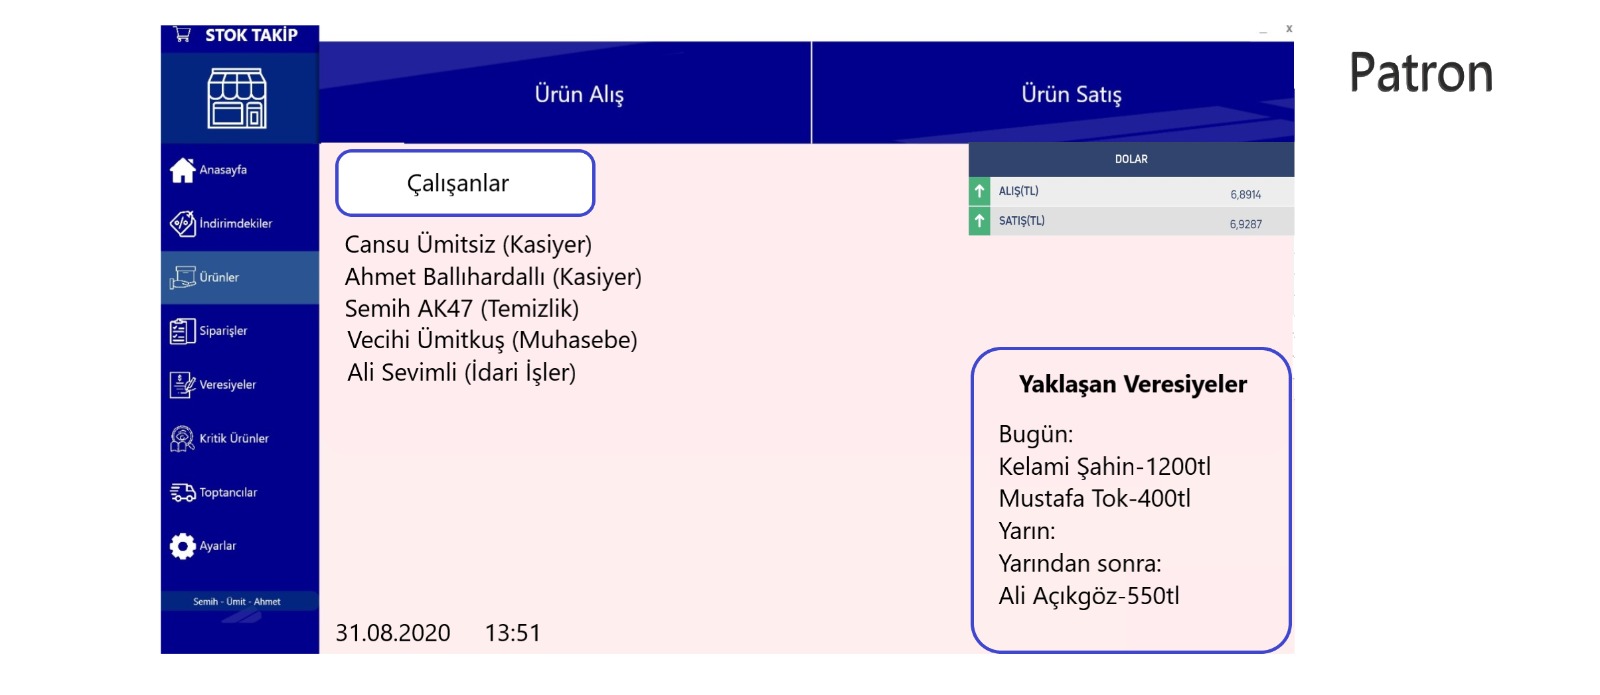 STOK TAKİP
_ x
Patron
Ürün Alış
Ürün Satış
Anasayfa
İndirimdekiler
Ürünler
Siparişler
Veresiyeler
Kritik Ürünler
Toptancılar
Ayarlar
Semih - Ümit - Ahmet
Çalışanlar
Cansu Ümitsiz (Kasiyer)
Ahmet Ballıhardallı (Kasiyer)
Semih AK47 (Temizlik)
Vecihi Ümitkuş (Muhasebe)
Ali Sevimli (İdari İşler)
DOLAR
ALIŞ(TL) 6,8914
SATIŞ(TL) 6,9287
Yaklaşan Veresiyeler
Bugün:
Kelami Şahin-1200tl
Mustafa Tok-400tl
Yarın:
Yarından sonra:
Ali Açıkgöz-550tl
31.08.2020 13:51